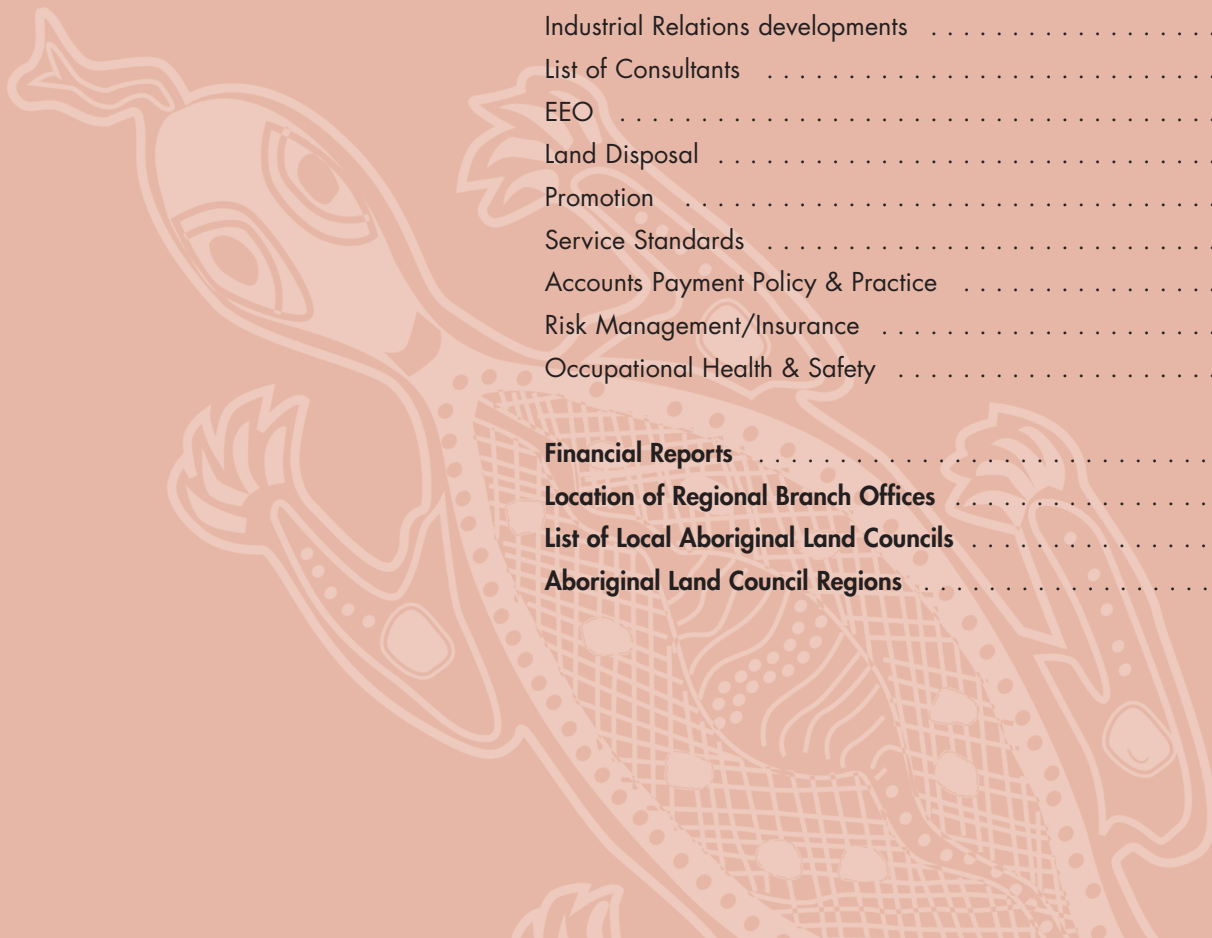 Industrial Relations developments . . . . . . . . . . . . . . . . . .
List of Consultants . . . . . . . . . . . . . . . . . . . . . . . . . . . .
EEO . . . . . . . . . . . . . . . . . . . . . . . . . . . . . . . . . . . . .
Land Disposal . . . . . . . . . . . . . . . . . . . . . . . . . . . . . . .
Promotion . . . . . . . . . . . . . . . . . . . . . . . . . . . . . . . . .
Service Standards . . . . . . . . . . . . . . . . . . . . . . . . . . . .
Accounts Payment Policy & Practice . . . . . . . . . . . . . . . .
Risk Management/Insurance . . . . . . . . . . . . . . . . . . . . .
Occupational Health & Safety . . . . . . . . . . . . . . . . . . . .
Financial Reports . . . . . . . . . . . . . . . . . . . . . . . . . . . .
Location of Regional Branch Offices . . . . . . . . . . . . . . . .
List of Local Aboriginal Land Councils . . . . . . . . . . . . . . .
Aboriginal Land Council Regions . . . . . . . . . . . . . . . . . .